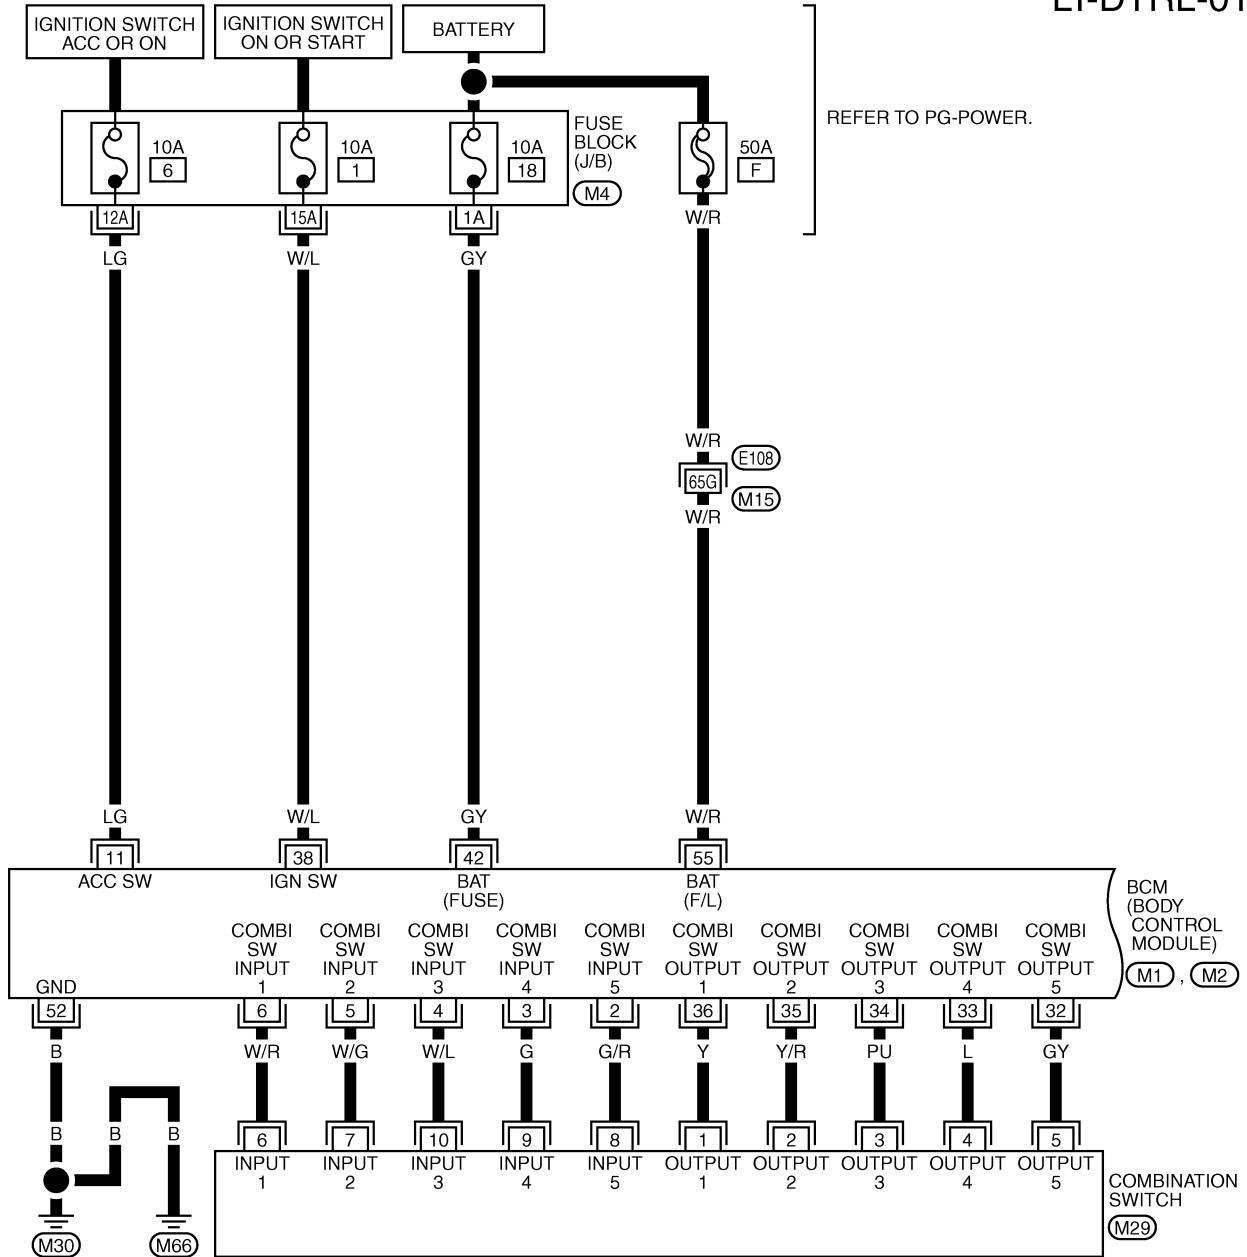 IGNITION SWITCH
ACC OR ON
IGNITION SWITCH
ON OR START
BATTERY
REFER TO PG-POWER.
10A
6
10A
1
10A
18
FUSE
BLOCK
(J/B)
M4
50A
F
12A
15A
1A
W/R
LG
W/L
GY
W/R
E108
65G
M15
W/R
LG
W/L
GY
W/R
11
38
42
55
ACC SW
IGN SW
BAT
(FUSE)
BAT
(F/L)
BCM
(BODY
CONTROL
MODULE)
M1 , M2
COMBI
SW
INPUT
1
COMBI
SW
INPUT
2
COMBI
SW
INPUT
3
COMBI
SW
INPUT
4
COMBI
SW
INPUT
5
COMBI
SW
OUTPUT
1
COMBI
SW
OUTPUT
2
COMBI
SW
OUTPUT
3
COMBI
SW
OUTPUT
4
COMBI
SW
OUTPUT
5
GND
52
6
5
4
3
2
36
35
34
33
32
B
W/R
W/G
W/L
G
G/R
Y
Y/R
PU
L
GY
B
B
B
6
7
10
9
8
1
2
3
4
5
INPUT
1
INPUT
2
INPUT
3
INPUT
4
INPUT
5
OUTPUT
1
OUTPUT
2
OUTPUT
3
OUTPUT
4
OUTPUT
5
COMBINATION
SWITCH
M29
M30
M66